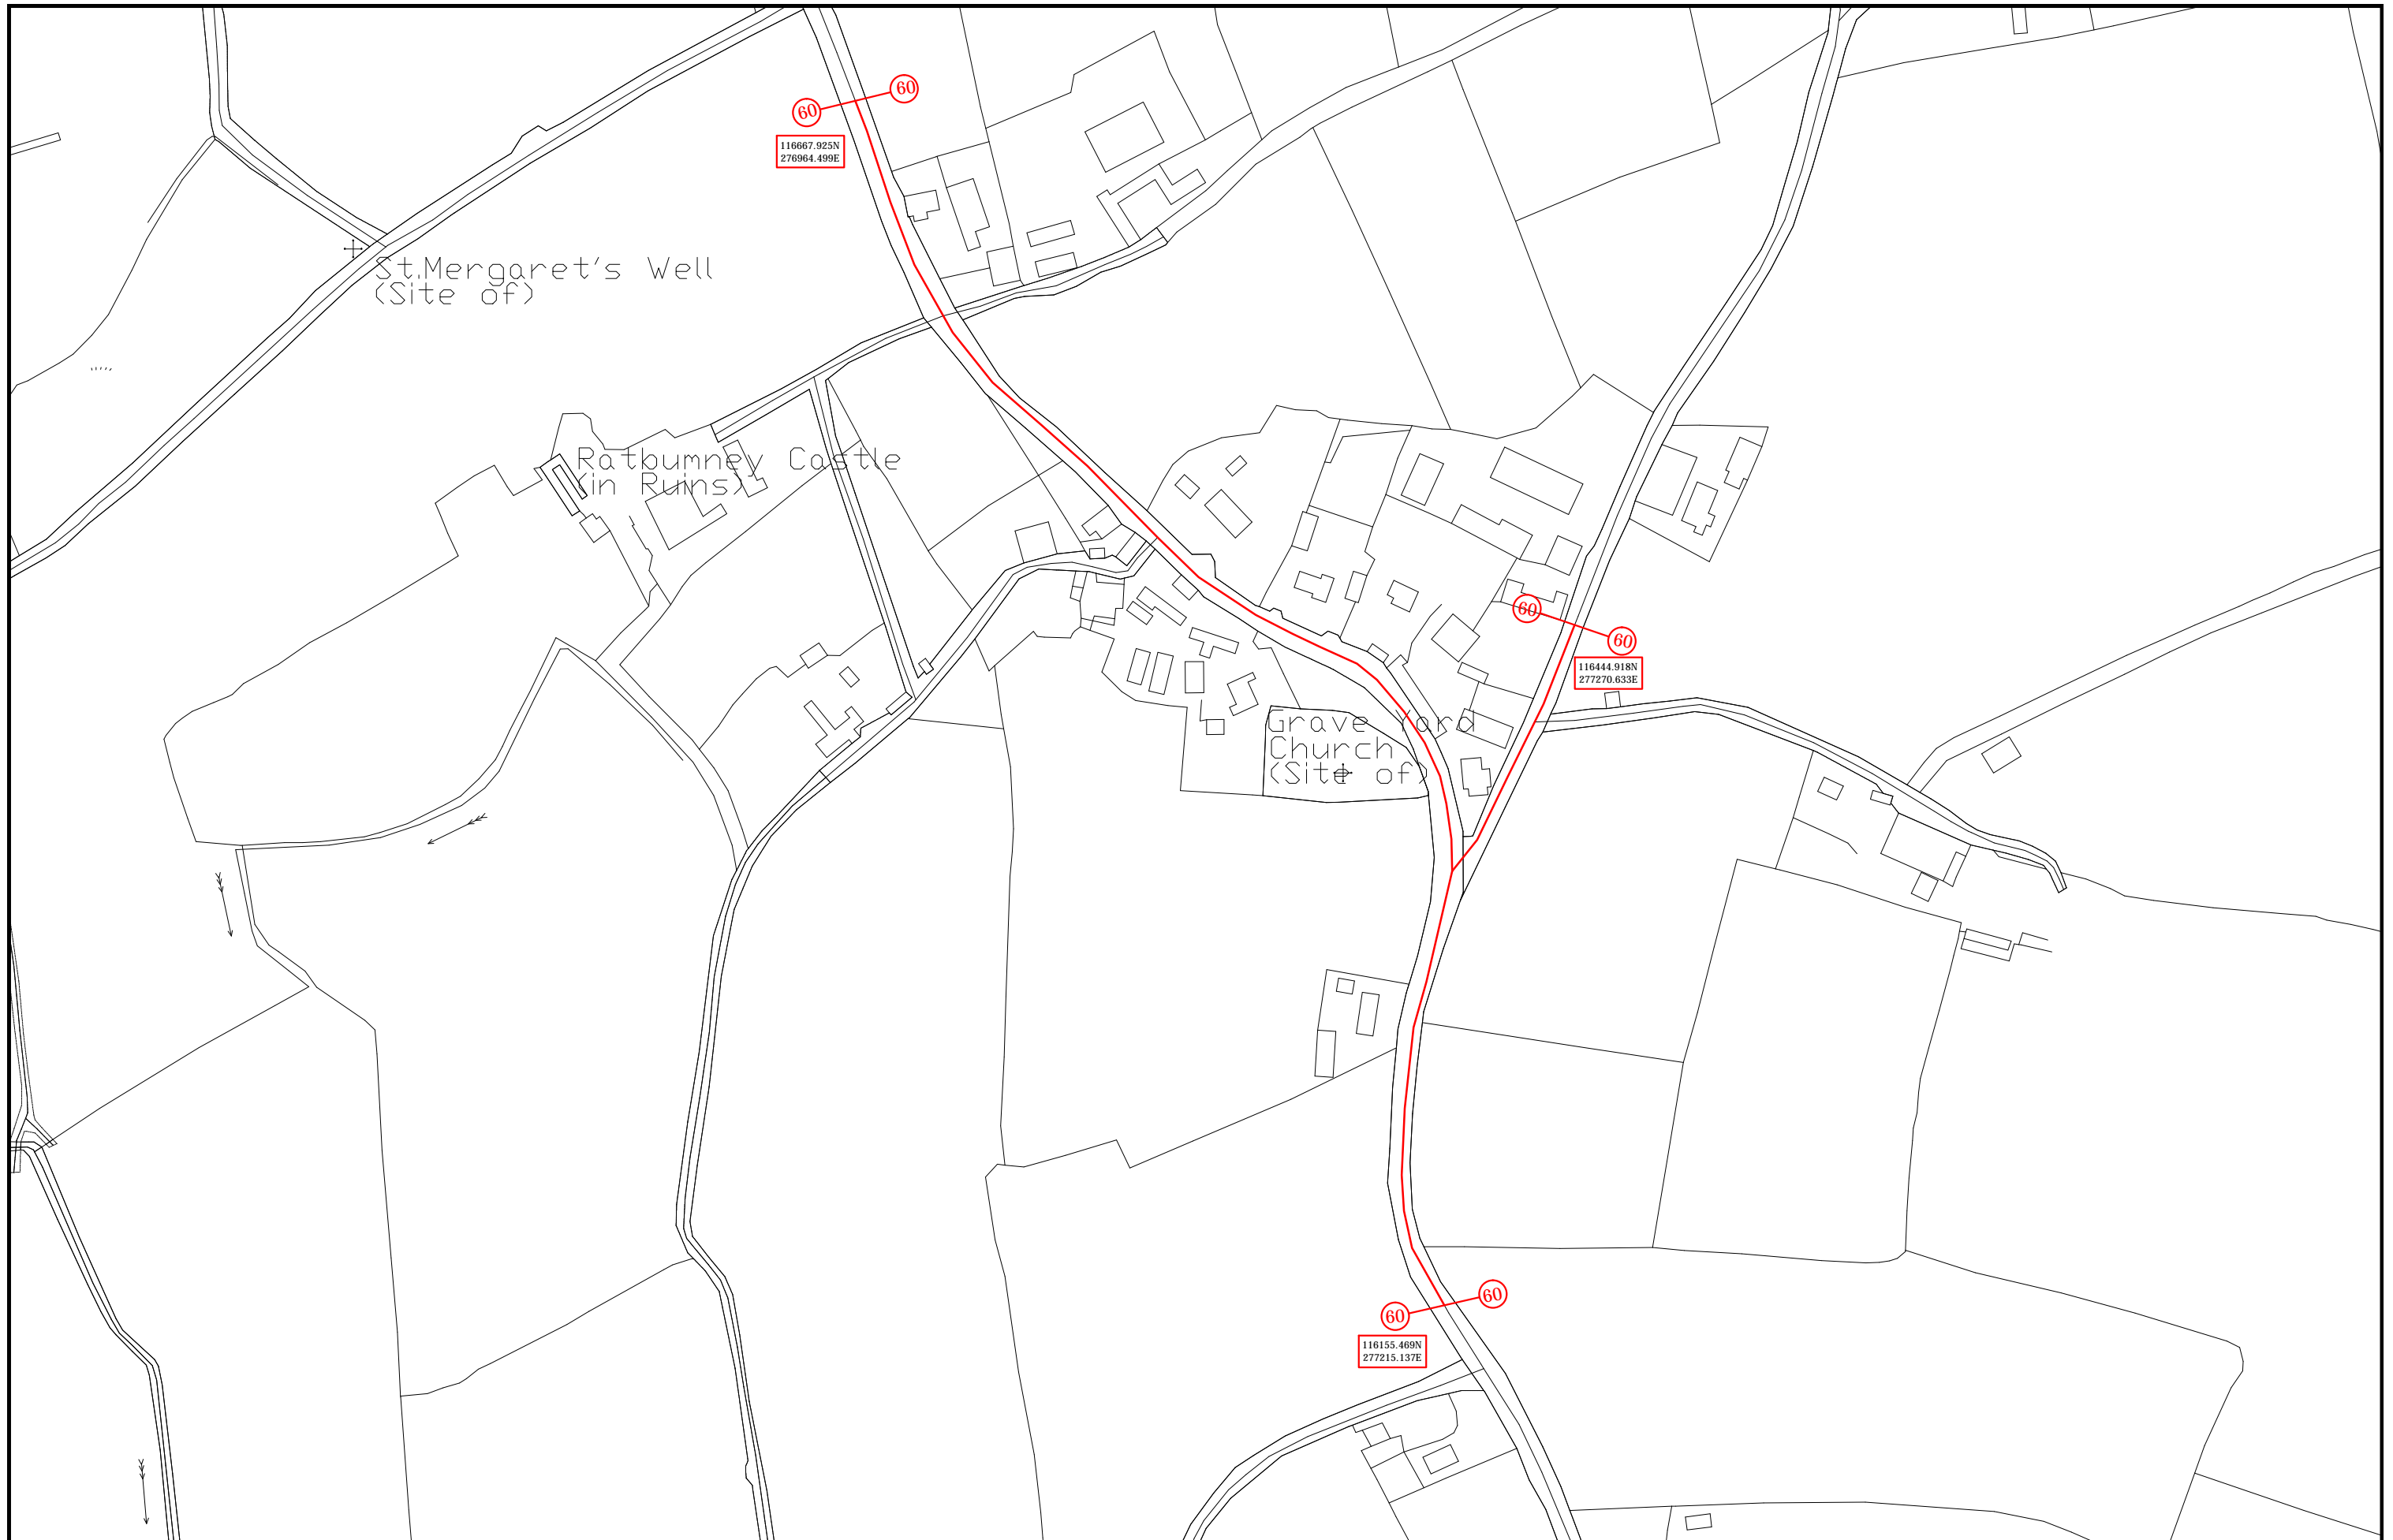 60
60
116667.925N
276964.499E
St.Mergaret's Well
(Site of)
Ratbumney Castle
(in Ruins)
60
60
116444.918N
277270.633E
Grave Yard
Church
(Site of)
60
60
116155.469N
277215.137E